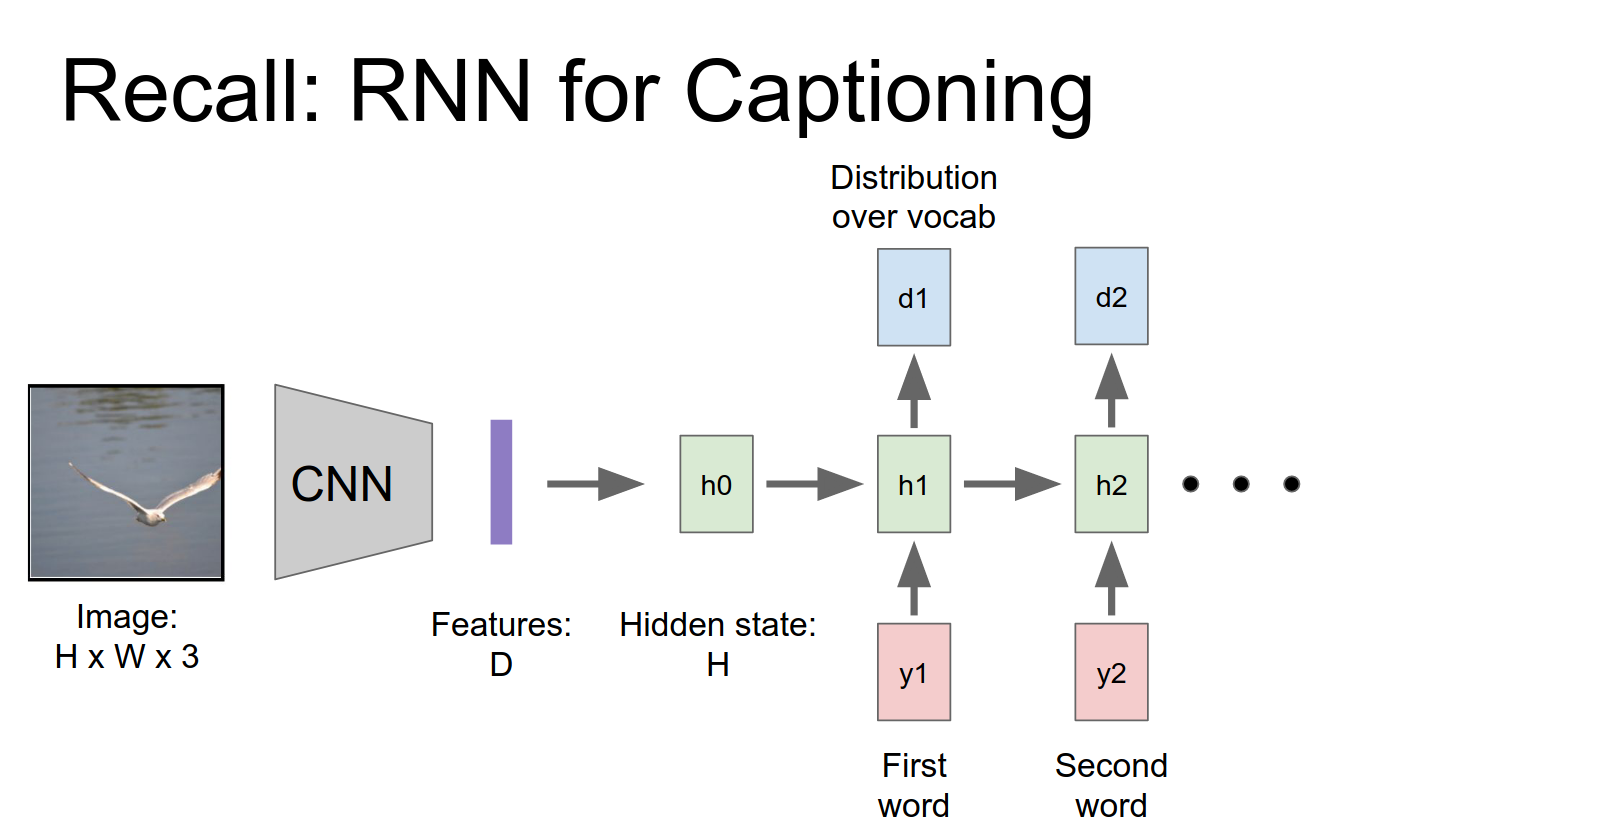 Recall: RNN for Captioning
Distribution
over vocab
d1
d2
CNN
h0
h1
h2
Image:
H x W x 3
Features:
D
Hidden state:
H
y1
y2
First
word
Second
word